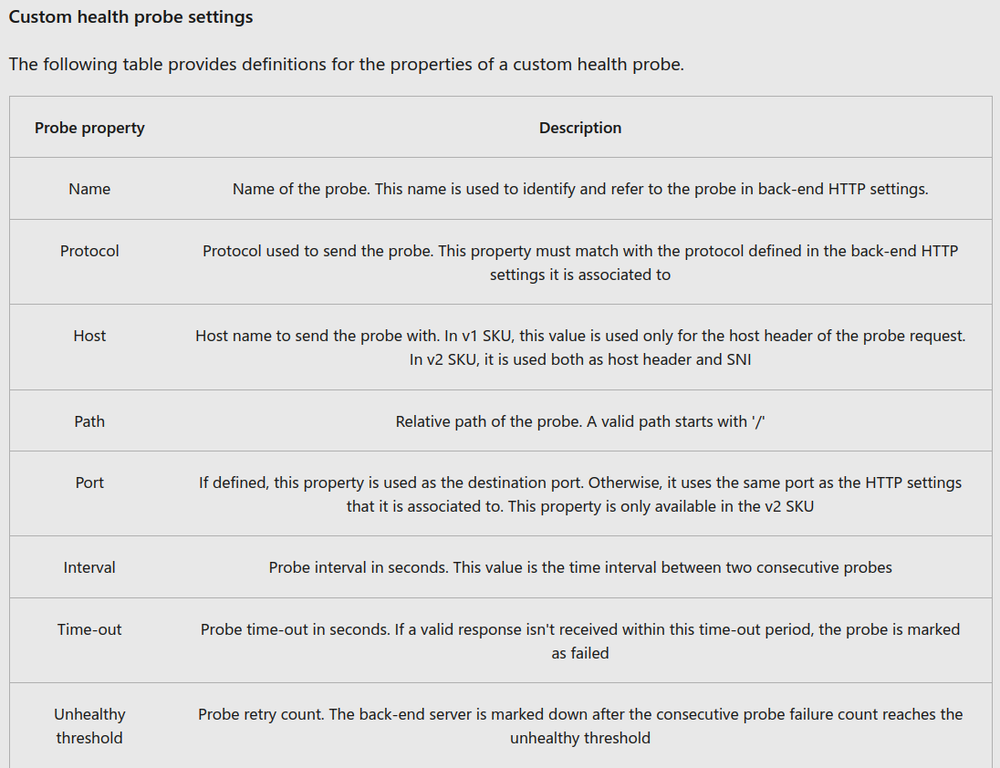 Custom health probe settings
The following table provides definitions for the properties of a custom health probe.
Probe property
Description
Name
Name of the probe. This name is used to identify and refer to the probe in back-end HTTP settings.
Protocol
Protocol used to send the probe. This property must match with the protocol defined in the back-end HTTP
settings it is associated to
Host
Host name to send the probe with. In v1 SKU, this value is used only for the host header of the probe request.
In v2 SKU, it is used both as host header and SNI
Path
Relative path of the probe. A valid path starts with '/'
Port
If defined, this property is used as the destination port. Otherwise, it uses the same port as the HTTP settings
that it is associated to. This property is only available in the v2 SKU
Interval
Probe interval in seconds. This value is the time interval between two consecutive probes
Time-out
Probe time-out in seconds. If a valid response isn't received within this time-out period, the probe is marked
as failed
Unhealthy
threshold
Probe retry count. The back-end server is marked down after the consecutive probe failure count reaches the
unhealthy threshold